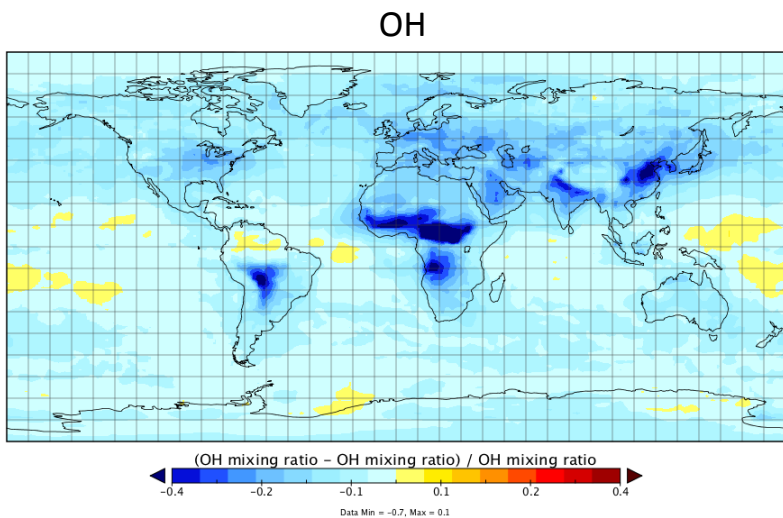 OH
(OH mixing ratio – OH mixing ratio) / OH mixing ratio
-0.4 -0.2 -0.1 0.1 0.2 0.4
Data Min = -0.7, Max = 0.1